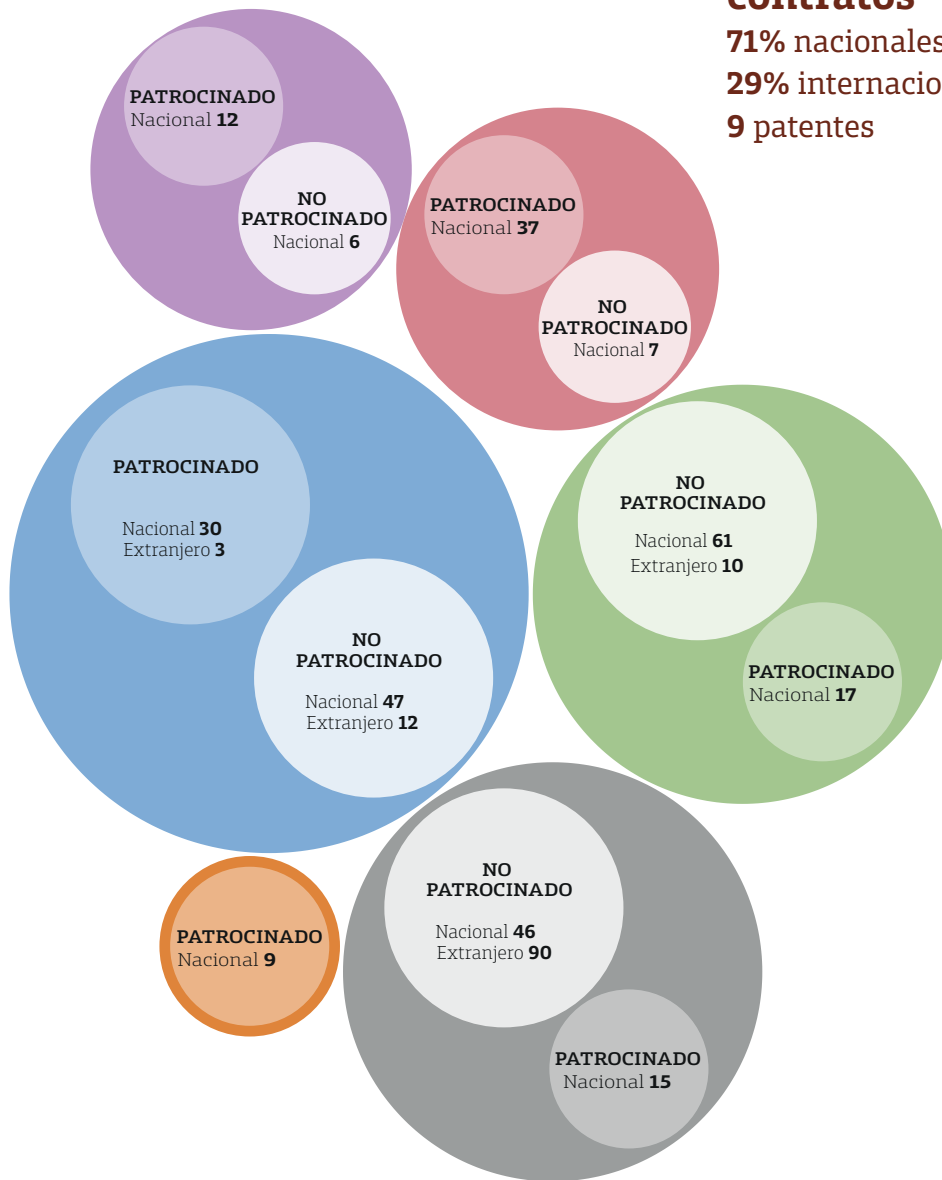 contratos
71% nacionales
29% internacio
9 patentes
PATROCINADO
Nacional 12
NO
PATROCINADO
Nacional 6
PATROCINADO
Nacional 37
NO
PATROCINADO
Nacional 7
PATROCINADO
Nacional 30
Extranjero 3
NO
PATROCINADO
Nacional 47
Extranjero 12
NO
PATROCINADO
Nacional 61
Extranjero 10
PATROCINADO
Nacional 17
PATROCINADO
Nacional 9
NO
PATROCINADO
Nacional 46
Extranjero 90
PATROCINADO
Nacional 15